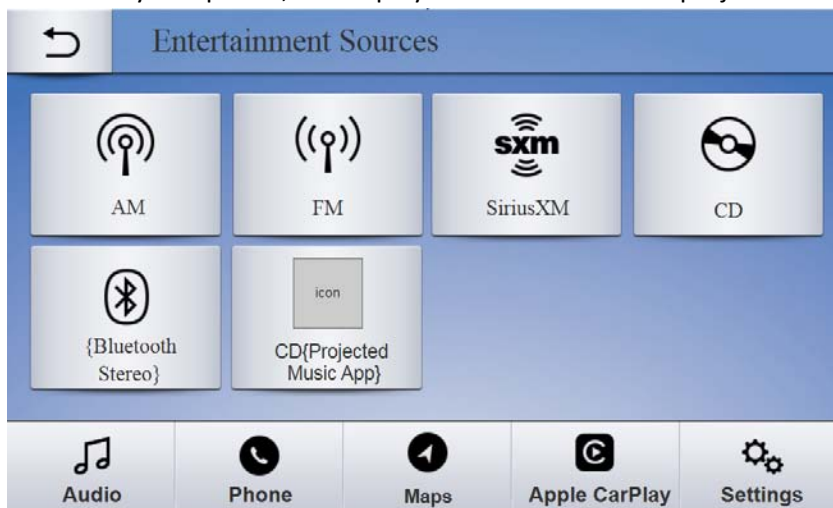 Entertainment Sources
sxm
AM
FM
SiriusXM
CD
icon
{Bluetooth
Stereo}
CD{Projected
Music App}
Audio
Phone
Maps
Apple CarPlay
Settings